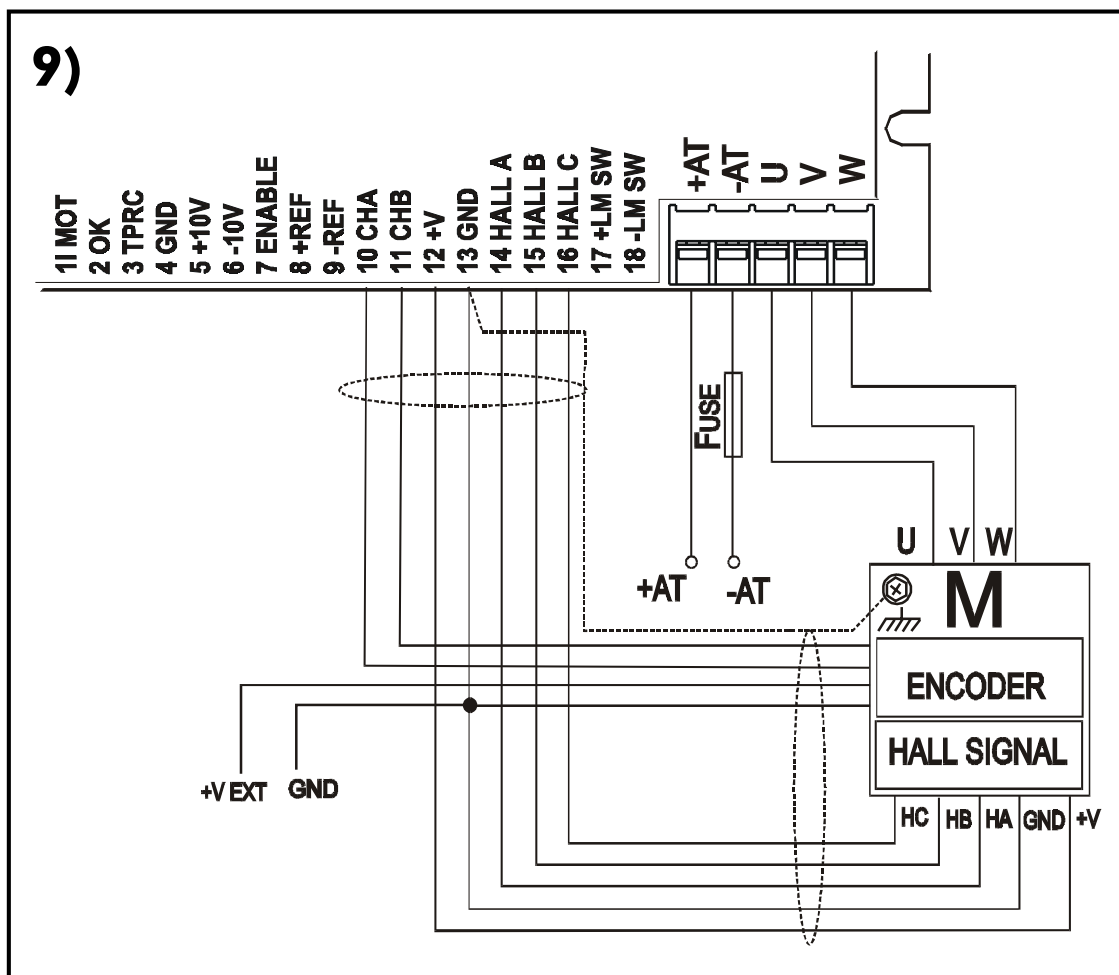 9)
1I MOT
2 OK
3 TPRC
4 GND
5 +10V
6 -10V
7 ENABLE
8 +REF
9 -REF
10 CHA
11 CHB
12 +V
13 GND
14 HALL A
15 HALL B
16 HALL C
17 +LM SW
18 -LM SW
+AT
-AT
U
V
W
FUSE
+AT
-AT
U V W
M
ENCODER
HALL SIGNAL
+V EXT GND
HC HB HA GND +V